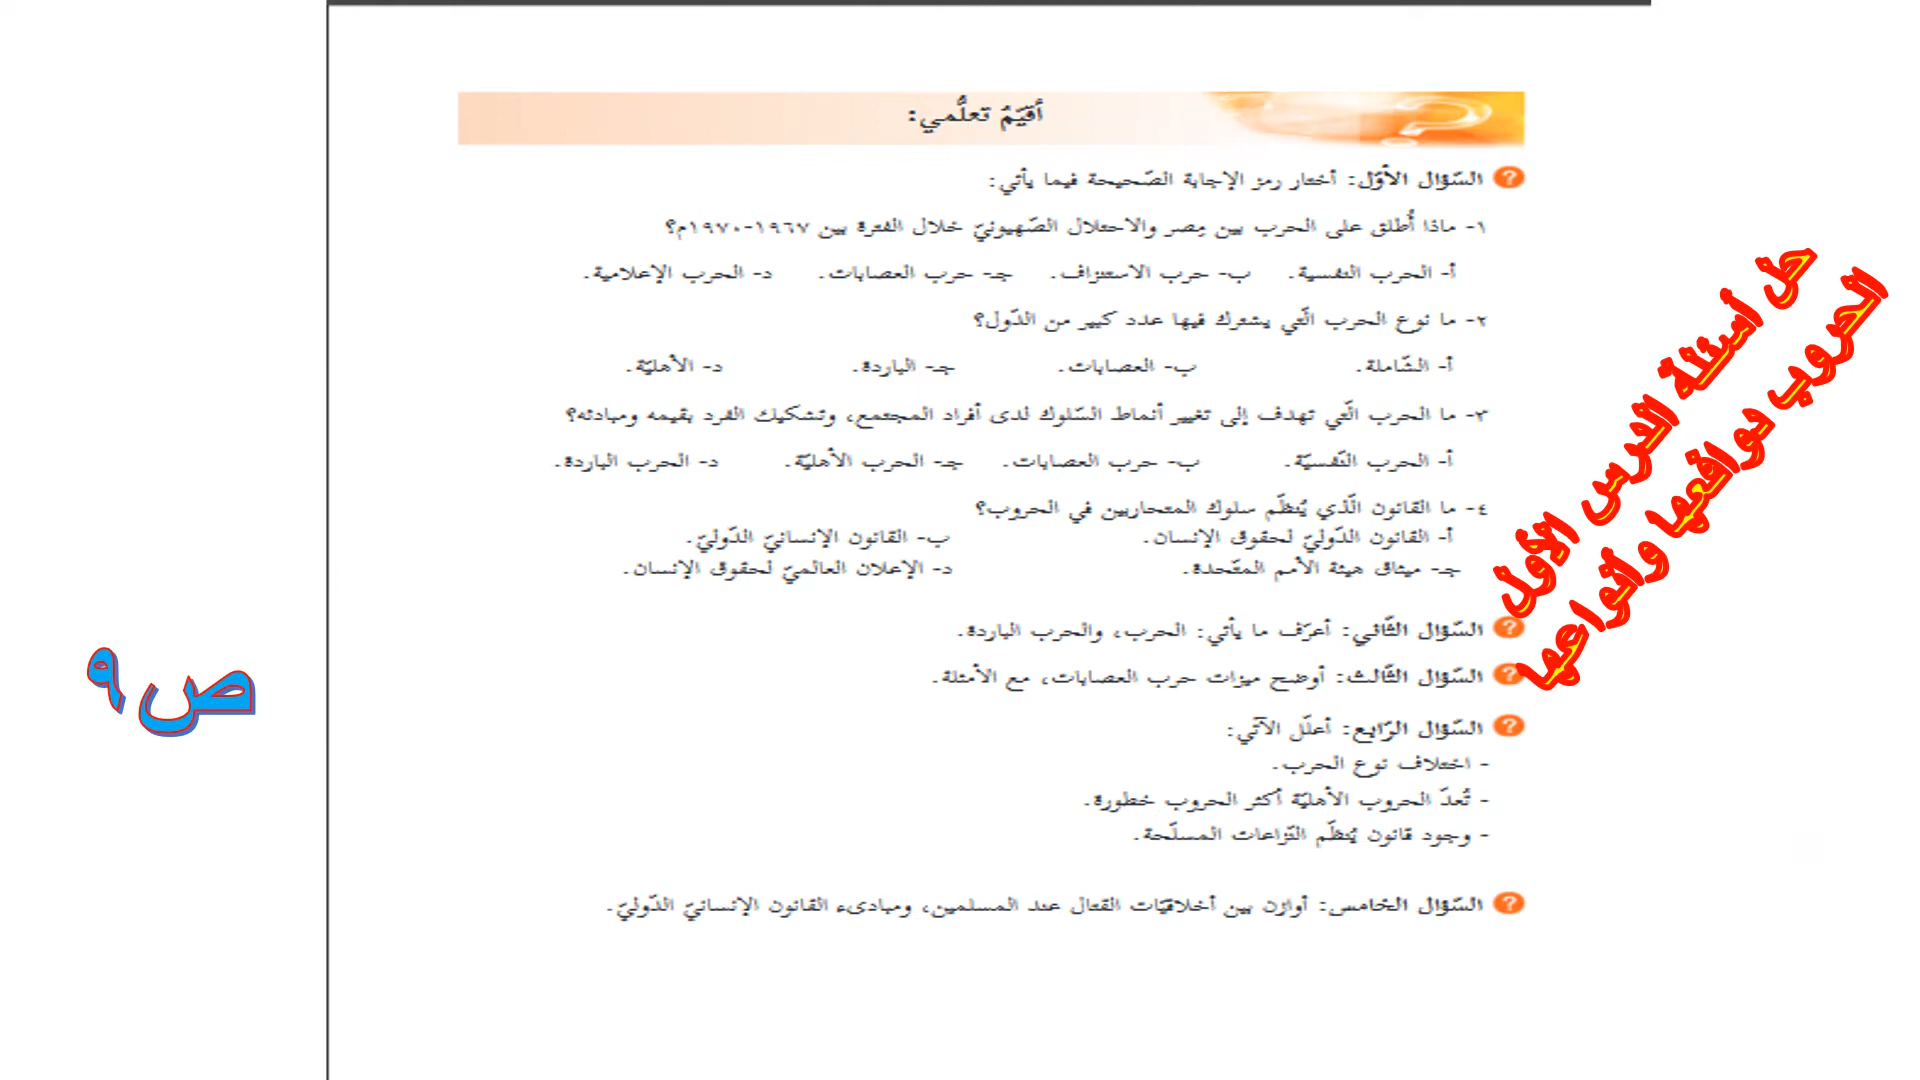 أقيّمُ تعلُّمي:
السّؤال الأوّل: أختار رمز الإجابة الصّحيحة فيما يأتي:
١- ماذا أُطلق على الحرب بين مِصر والاحتلال الصّهيونيّ خلال الفترة بين ١٩٦٧-١٩٧٠م؟
أ- الحرب النّفسية. ب- حرب الاستنزاف. جـ- حرب العصابات. د- الحرب الإعلامية.
٢- ما نوع الحرب الّتي يشترك فيها عدد كبير من الدّول؟
أ- الشّاملة. ب- العصابات. جـ- الباردة. د- الأهليّة.
٣- ما الحرب الّتي تهدف إلى تغيير أنماط السّلوك لدى أفراد المجتمع، وتشكيك الفرد بقيمه ومبادئه؟
أ- الحرب النّفسيّة. ب- حرب العصابات. جـ- الحرب الأهليّة. د- الحرب الباردة.
٤- ما القانون الّذي يُنظّم سلوك المتحاربين في الحروب؟
أ- القانون الدّوليّ لحقوق الإنسان. ب- القانون الإنسانيّ الدّوليّ.
جـ- ميثاق هيئة الأمم المتّحدة. د- الإعلان العالميّ لحقوق الإنسان.
السّؤال الثّاني: أعرّف ما يأتي: الحرب، والحرب الباردة.
السّؤال الثّالث: أوضح ميزات حرب العصابات، مع الأمثلة.
السّؤال الرّابع: أعلّل الآتي:
- اختلاف نوع الحرب.
- تُعدّ الحروب الأهليّة أكثر الحروب خطورة.
- وجود قانون يُنظّم النّزاعات المسلّحة.
السّؤال الخامس: أوازن بين أخلاقيّات القتال عند المسلمين، ومبادىء القانون الإنسانيّ الدّوليّ.
حل أسئلة الدرس الأول
الحروب دوافعها وأنواعها
ص٩